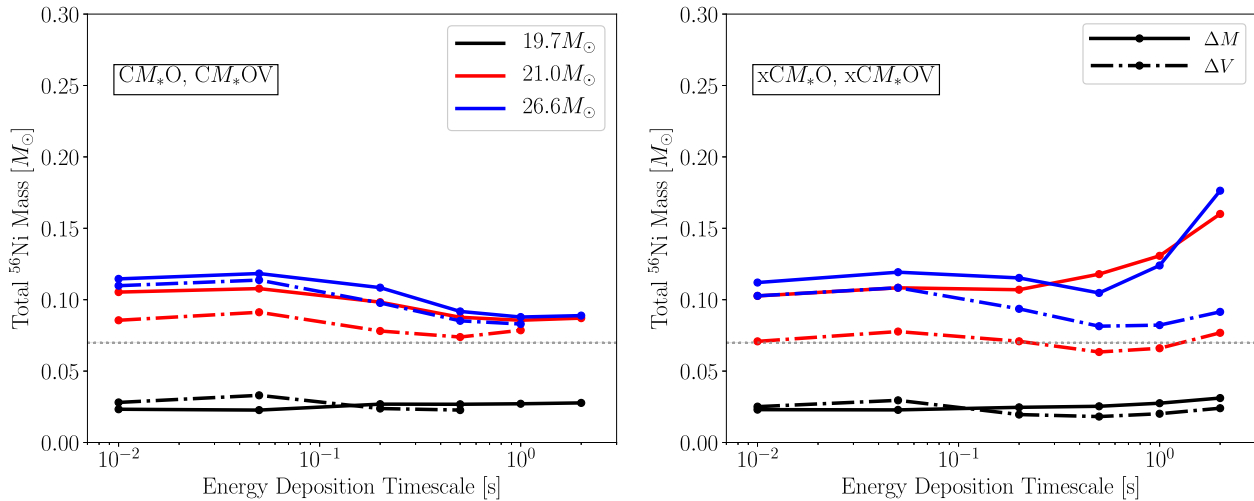 0.30
0.25
0.20
0.15
0.10
0.05
0.00
Total ⁵⁶Ni Mass [M⊙]
CM∗O, CM∗OV
19.7M⊙
21.0M⊙
26.6M⊙
10⁻² 10⁻¹ 10⁰
Energy Deposition Timescale [s]
0.30
0.25
0.20
0.15
0.10
0.05
0.00
Total ⁵⁶Ni Mass [M⊙]
xCM∗O, xCM∗OV
ΔM
ΔV
10⁻² 10⁻¹ 10⁰
Energy Deposition Timescale [s]